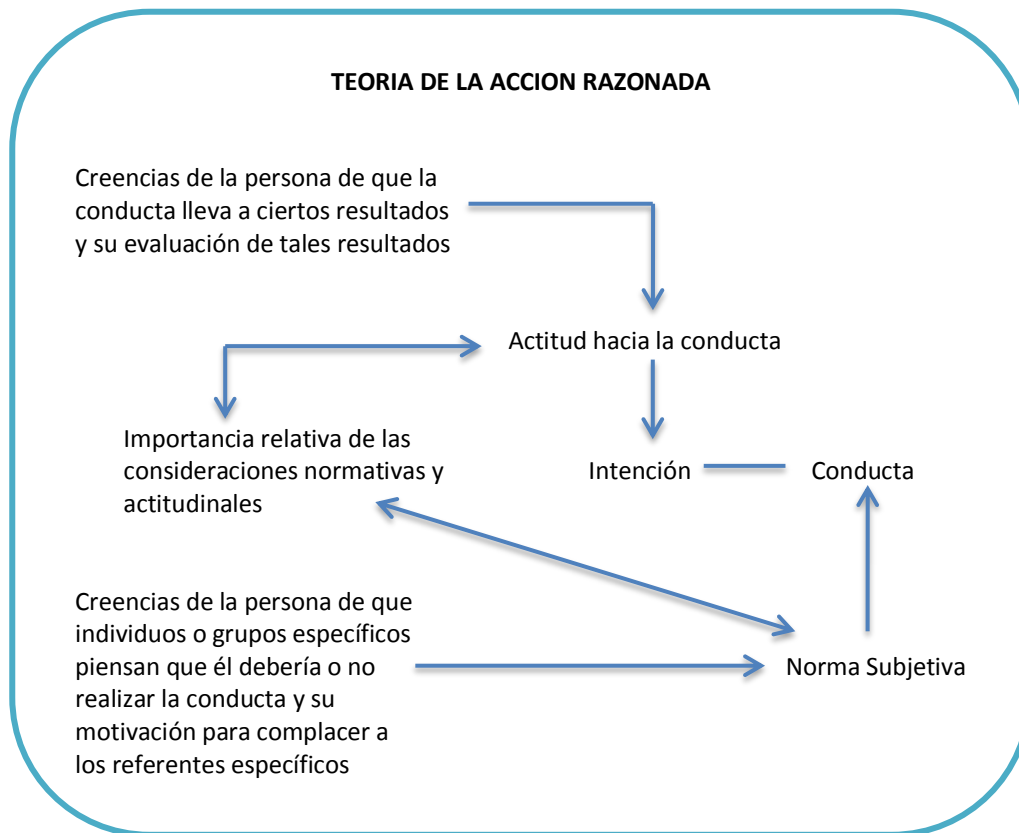 TEORIA DE LA ACCION RAZONADA
Creencias de la persona de que la
conducta lleva a ciertos resultados
y su evaluación de tales resultados
Actitud hacia la conducta
Importancia relativa de las
consideraciones normativas y
actitudinales
Intención
Conducta
Creencias de la persona de que
individuos o grupos específicos
piensan que él debería o no
realizar la conducta y su
motivación para complacer a
los referentes específicos
Norma Subjetiva